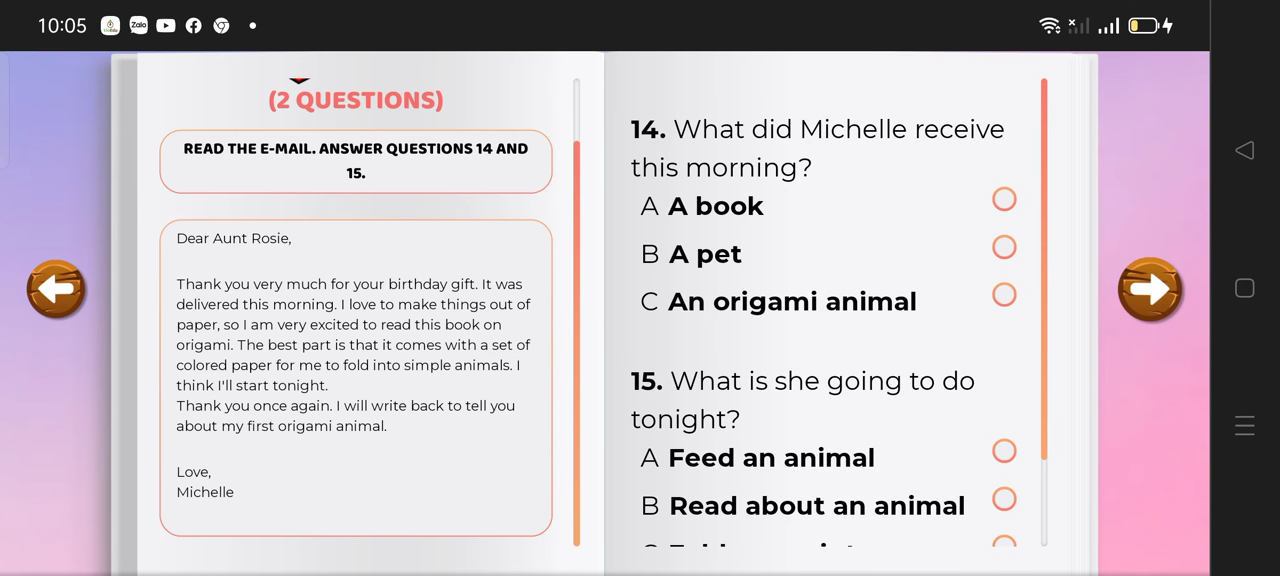 10:05
Zalo
(2 QUESTIONS)
READ THE E-MAIL. ANSWER QUESTIONS 14 AND
15.
Dear Aunt Rosie,
Thank you very much for your birthday gift. It was
delivered this morning. I love to make things out of
paper, so I am very excited to read this book on
origami. The best part is that it comes with a set of
colored paper for me to fold into simple animals. I
think I'll start tonight.
Thank you once again. I will write back to tell you
about my first origami animal.
Love,
Michelle
14. What did Michelle receive
this morning?
A A book
B A pet
C An origami animal
15. What is she going to do
tonight?
A Feed an animal
B Read about an animal